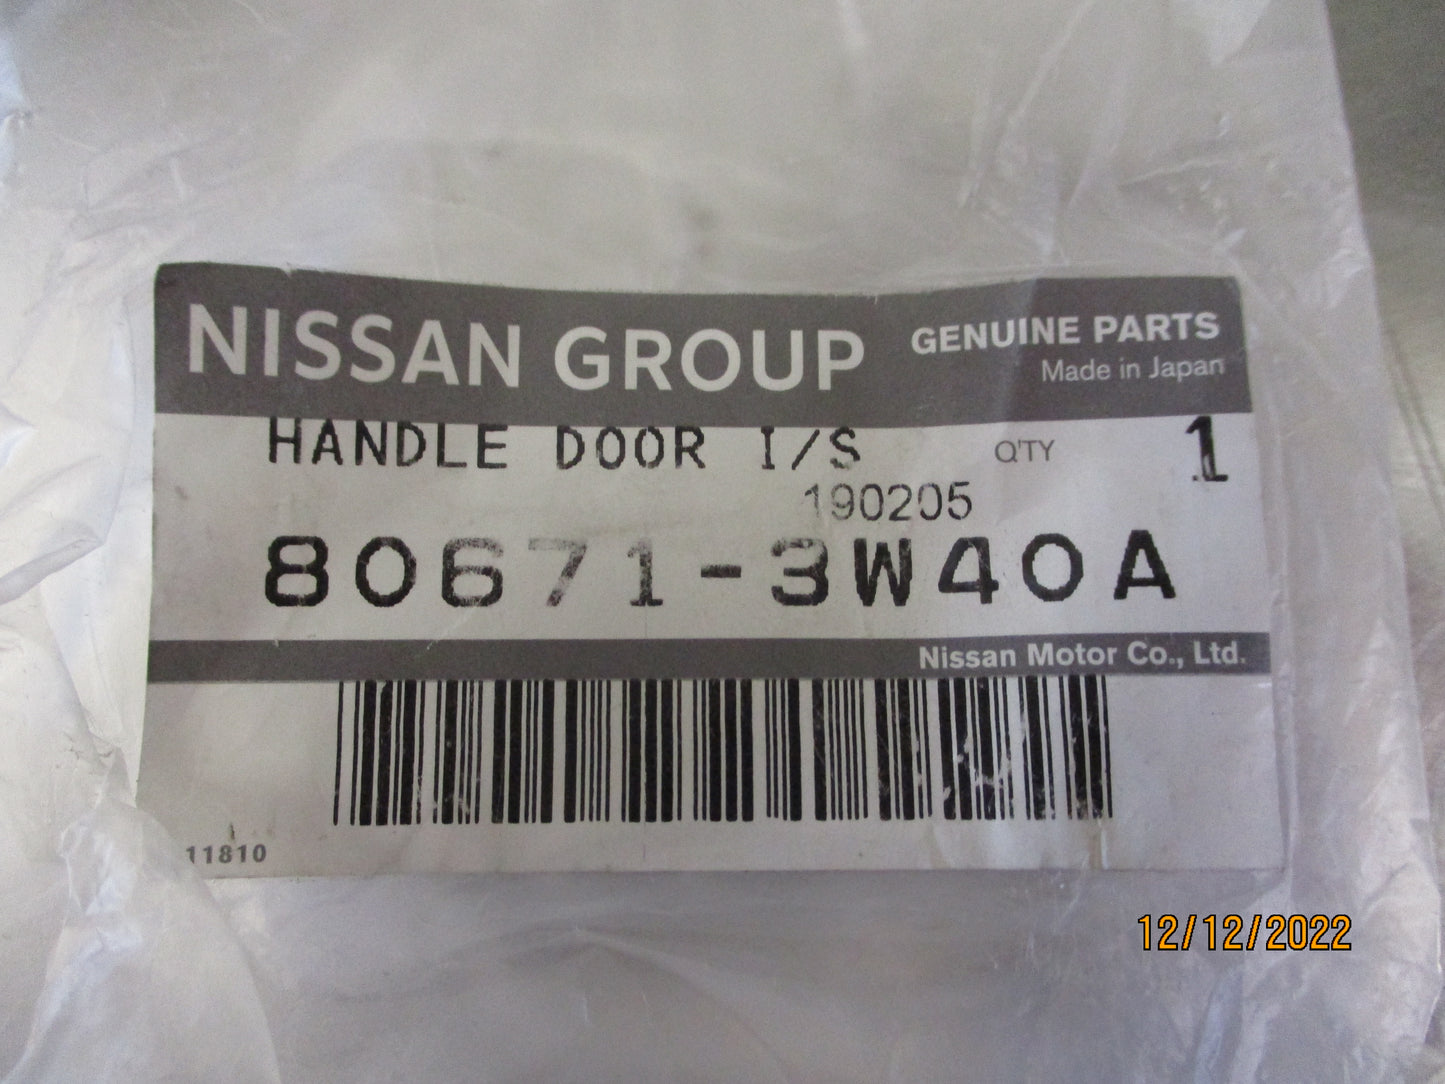 NISSAN GROUP GENUINE PARTS
Made in Japan
HANDLE DOOR I/S Q'TY 1
190205
80671-3W40A
Nissan Motor Co., Ltd.
11810
12/12/2022